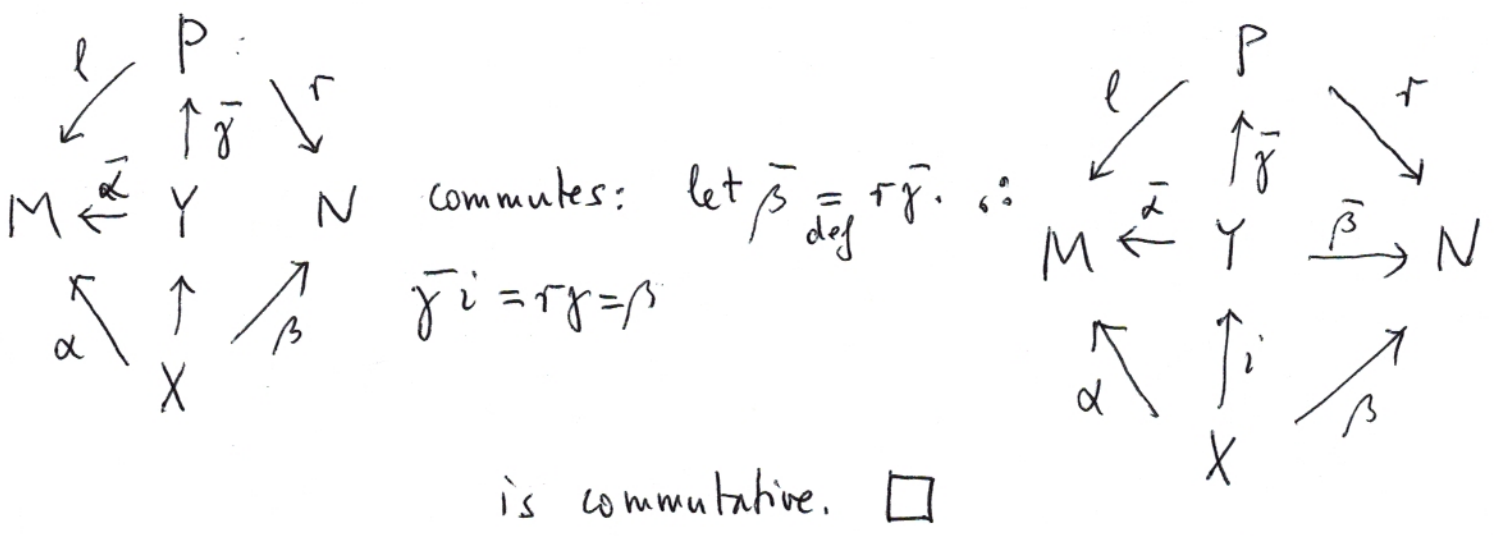 P P
l r l r
γ̄ γ̄
M ᾱ Y N commutes: let β̄ =def rγ̄. ∴ M ᾱ Y β̄ N
γ̄i = rγ = β
α β α i β
X X
is commutative. □